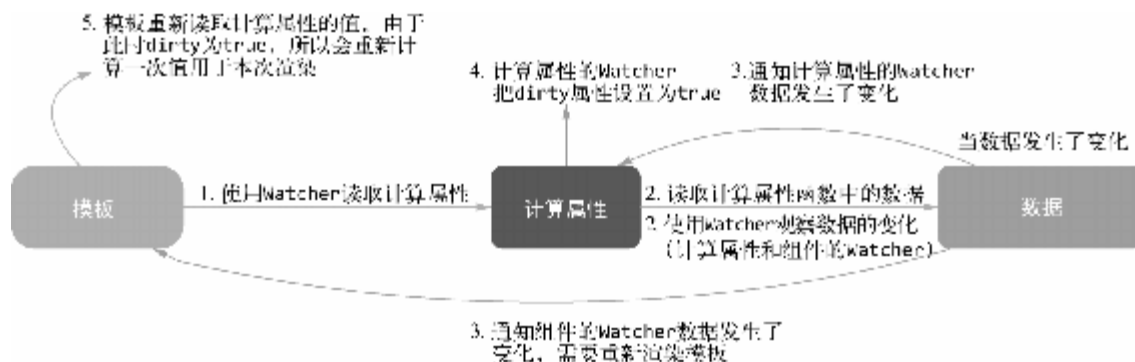 5. 模板重新读取计算属性的值, 由于
此时dirty为true, 所以会重新计
算一次值用于本次渲染
4. 计算属性的Watcher
把dirty属性设置为true
3.通知计算属性的Watcher
数据发生了变化
当数据发生了变化
模板
1. 使用Watcher读取计算属性
计算属性
2. 读取计算属性函数中的数据
2. 使用Watcher观察数据的变化
(计算属性和组件的Watcher)
数据
3. 通知组件的Watcher数据发生了
变化, 需要重新渲染模板